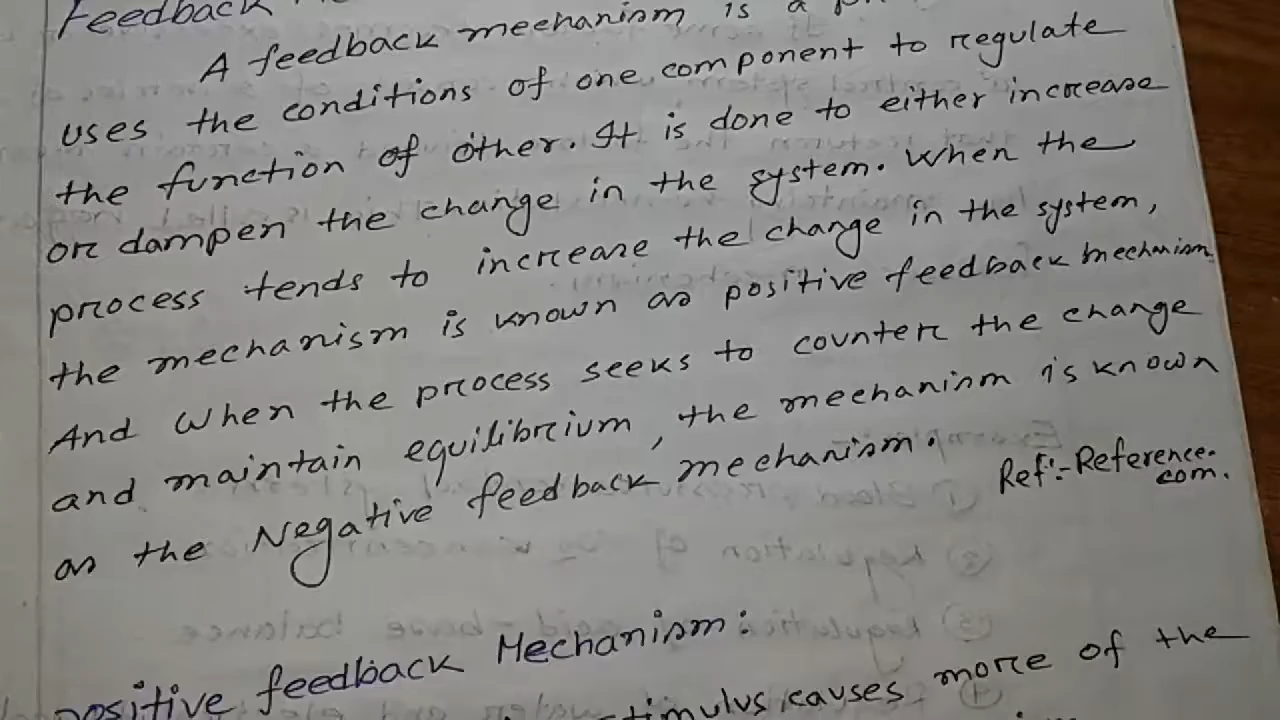 Feedback
A feedback mechanism is a
uses the conditions of one component to regulate
the function of other. It is done to either increase
or dampen the change in the system. When the
process tends to increase the change in the system,
the mechanism is known as positive feedback mechanism
And when the process seeks to counter the change
and maintain equilibrium, the mechanism is known
as the Negative feedback mechanism.
Ref:- Reference.
com.
positive feedback Mechanism:
stimulus causes more of the